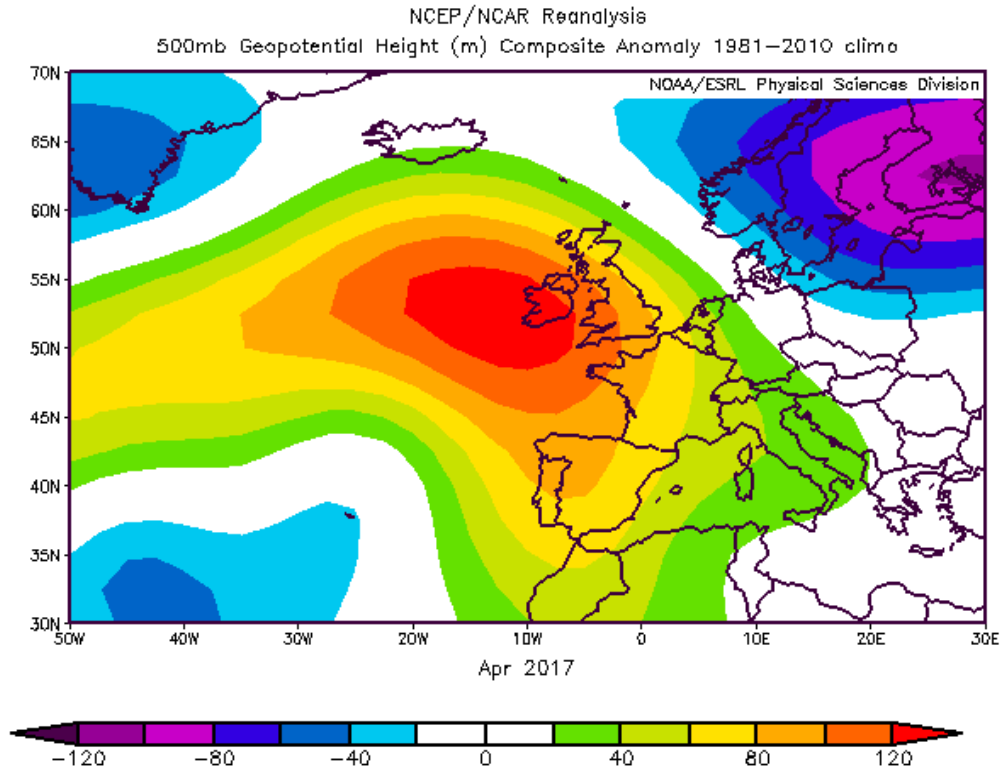 NCEP/NCAR Reanalysis
500mb Geopotential Height (m) Composite Anomaly 1981-2010 climo
NOAA/ESRL Physical Sciences Division
70N
65N
60N
55N
50N
45N
40N
35N
30N
50W 40W 30W 20W 10W 0 10E 20E 30E
Apr 2017
-120 -80 -40 0 40 80 120